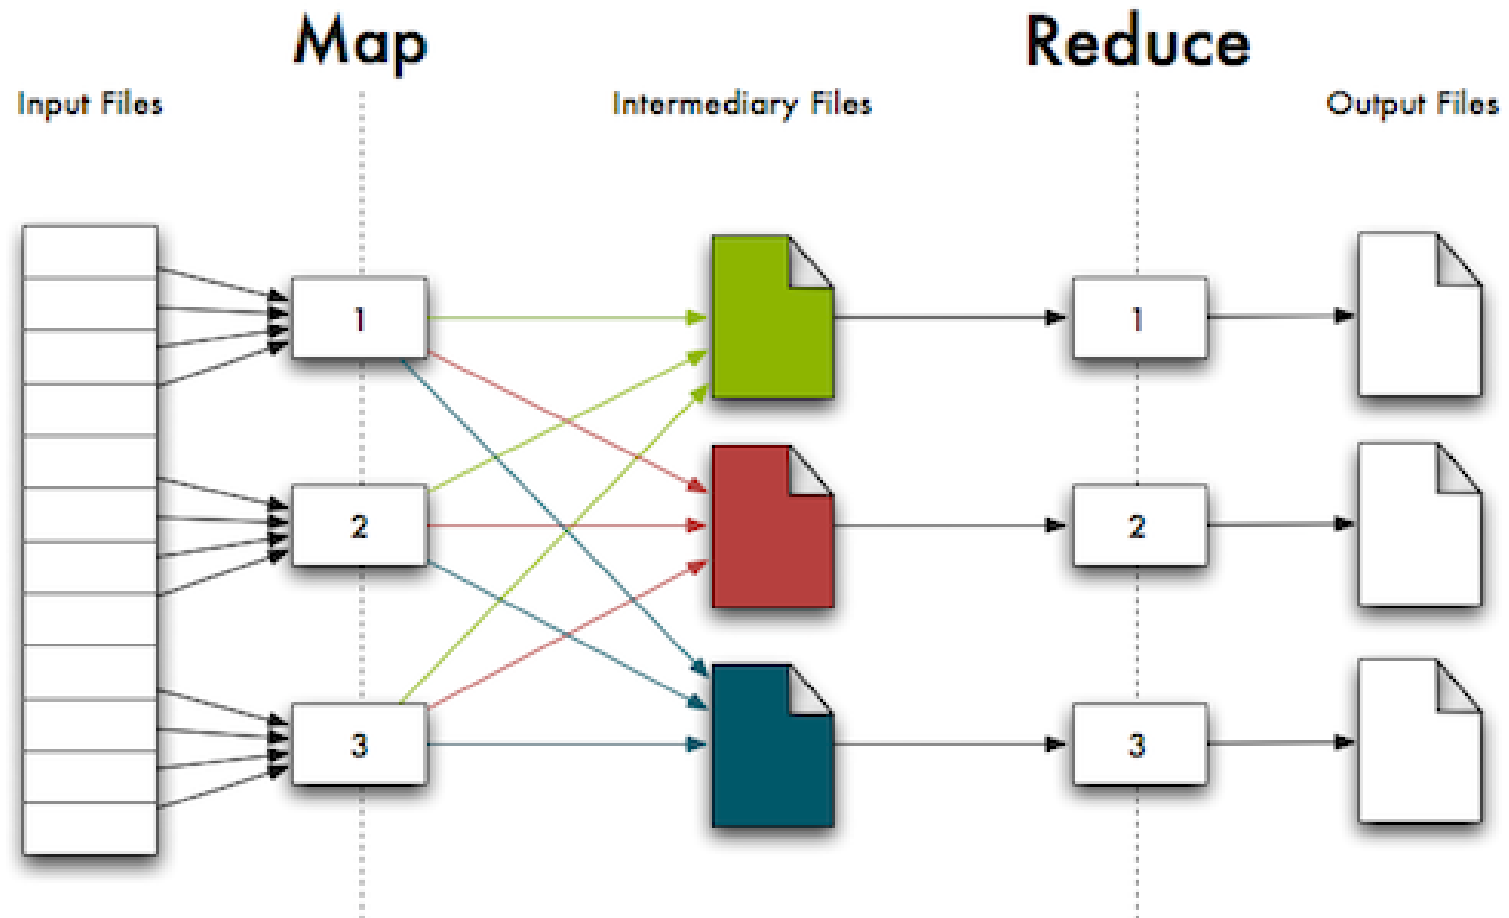 Map
Reduce
Input Files
Intermediary Files
Output Files
1
1
2
2
3
3